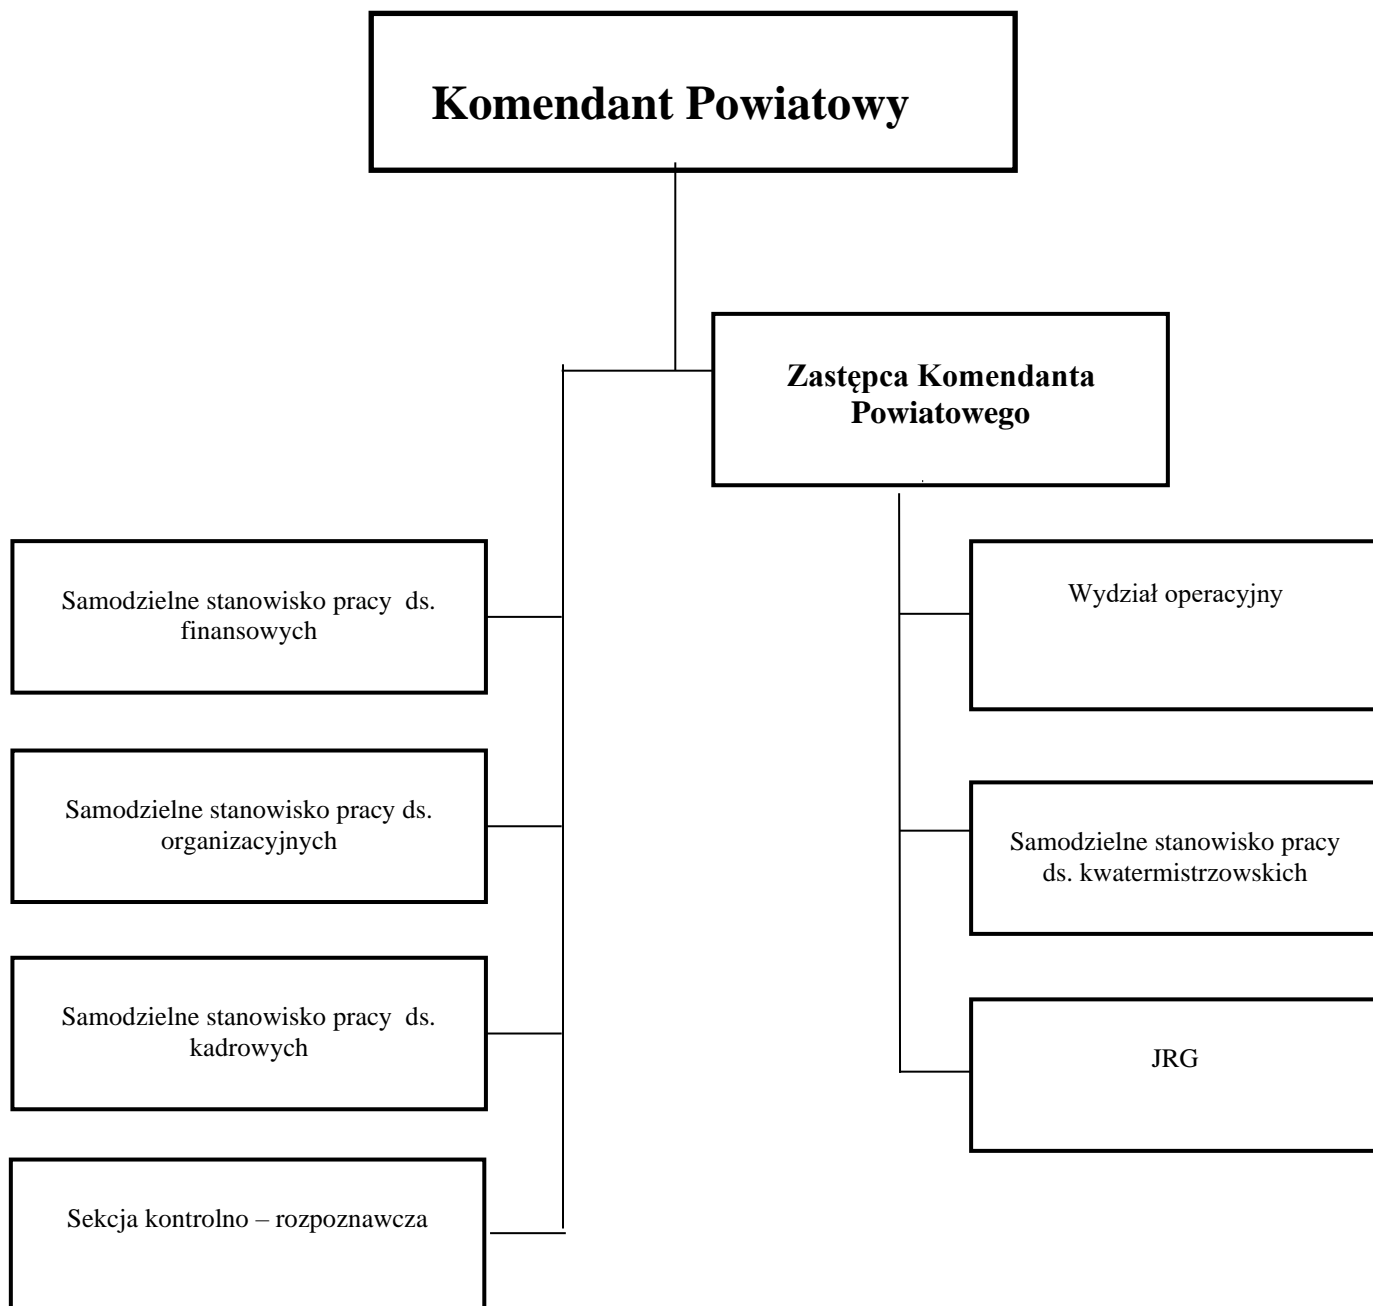 Komendant Powiatowy
Zastępca Komendanta
Powiatowego
Samodzielne stanowisko pracy  ds.
finansowych
Samodzielne stanowisko pracy ds.
organizacyjnych
Samodzielne stanowisko pracy  ds.
kadrowych
Sekcja kontrolno – rozpoznawcza
Wydział operacyjny
Samodzielne stanowisko pracy
ds. kwatermistrzowskich
JRG